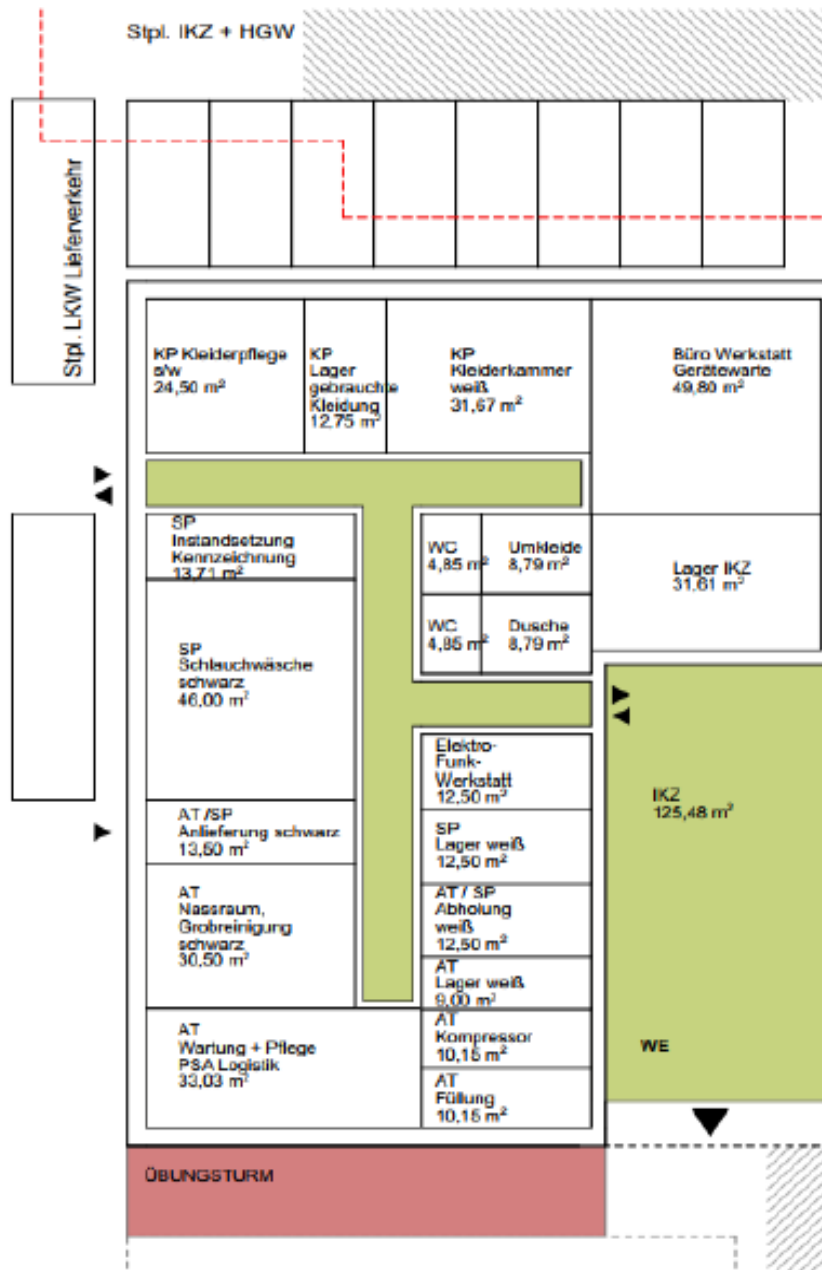 Stpl. IKZ + HGW
Stpl. LKW Lieferverkehr
KP Kleiderpflege
s/w
24,50 m²
KP
Lager
gebrauchte
Kleidung
12,75 m²
KP
Kleiderkammer
weiß
31,67 m²
Büro Werkstatt
Gerätewarte
49,80 m²
SP
Instandsetzung
Kennzeichnung
13,71 m²
WC
4,85 m²
Umkleide
8,79 m²
Lager IKZ
31,61 m²
WC
4,85 m²
Dusche
8,79 m²
SP
Schlauchwäsche
schwarz
46,00 m²
Elektro-
Funk-
Werkstatt
12,50 m²
IKZ
125,48 m²
AT /SP
Anlieferung schwarz
13,50 m²
SP
Lager weiß
12,50 m²
AT
Nassraum,
Grobreinigung
schwarz
30,50 m²
AT / SP
Abholung
weiß
12,50 m²
AT
Lager weiß
9,00 m²
AT
Wartung + Pflege
PSA Logistik
33,03 m²
AT
Kompressor
10,15 m²
WE
AT
Füllung
10,15 m²
ÜBUNGSTURM